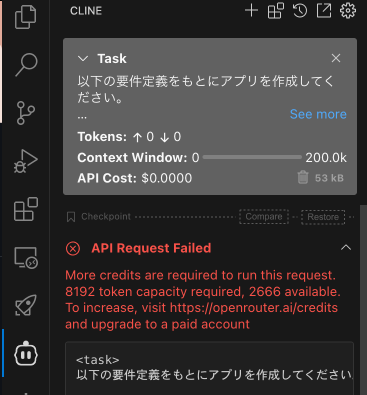 CLINE
Task
以下の要件定義をもとにアプリを作成してく
ださい。
...
See more
Tokens: ↑ 0 ↓ 0
Context Window: 0 200.0k
API Cost: $0.0000 53 kB
Checkpoint Compare Restore
API Request Failed
More credits are required to run this request.
8192 token capacity required, 2666 available.
To increase, visit https://openrouter.ai/credits
and upgrade to a paid account
<task>
以下の要件定義をもとにアプリを作成してください